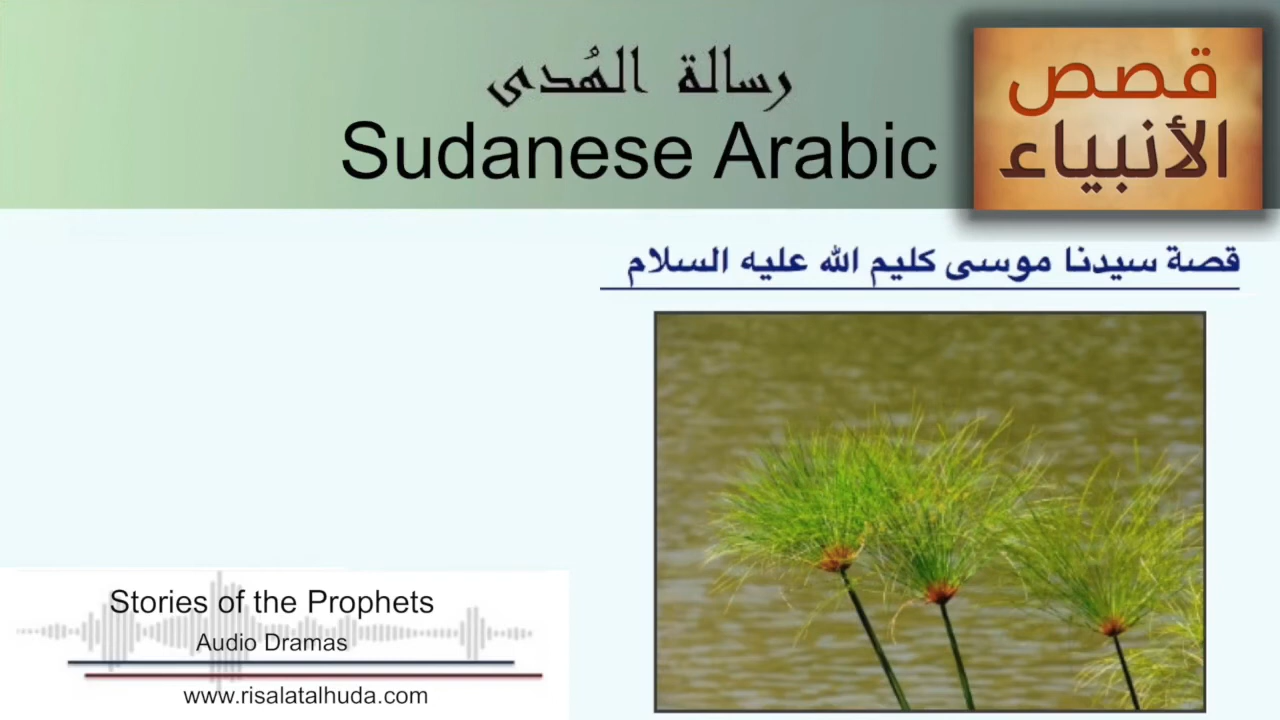 رسالة الهُدى
Sudanese Arabic
قصص
الأنبياء
قصة سيدنا موسى كليم الله عليه السلام
Stories of the Prophets
Audio Dramas
www.risalatalhuda.com